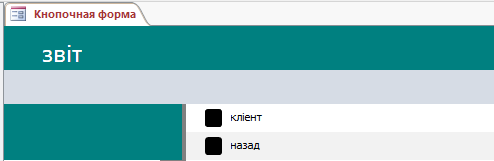 Кнопочная форма
звіт
клієнт
назад